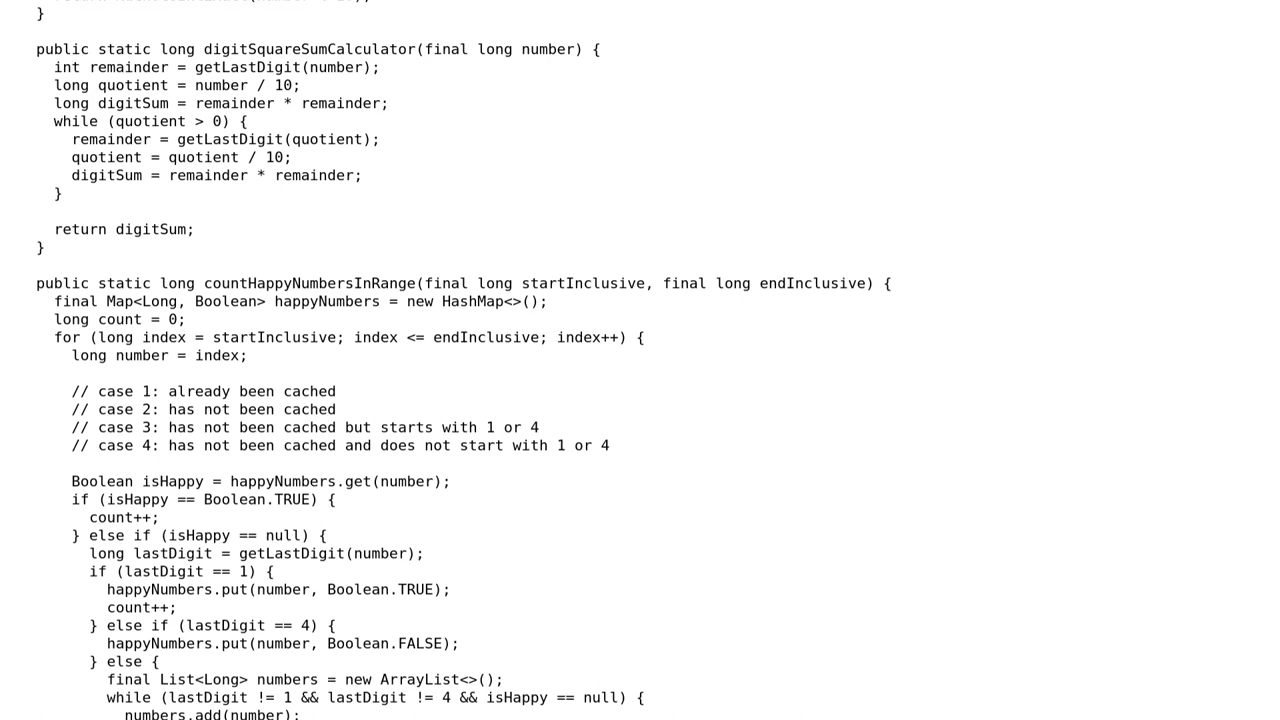 }
public static long digitSquareSumCalculator(final long number) {
int remainder = getLastDigit(number);
long quotient = number / 10;
long digitSum = remainder * remainder;
while (quotient > 0) {
remainder = getLastDigit(quotient);
quotient = quotient / 10;
digitSum = remainder * remainder;
}
return digitSum;
}
public static long countHappyNumbersInRange(final long startInclusive, final long endInclusive) {
final Map<Long, Boolean> happyNumbers = new HashMap<>();
long count = 0;
for (long index = startInclusive; index <= endInclusive; index++) {
long number = index;
// case 1: already been cached
// case 2: has not been cached
// case 3: has not been cached but starts with 1 or 4
// case 4: has not been cached and does not start with 1 or 4
Boolean isHappy = happyNumbers.get(number);
if (isHappy == Boolean.TRUE) {
count++;
} else if (isHappy == null) {
long lastDigit = getLastDigit(number);
if (lastDigit == 1) {
happyNumbers.put(number, Boolean.TRUE);
count++;
} else if (lastDigit == 4) {
happyNumbers.put(number, Boolean.FALSE);
} else {
final List<Long> numbers = new ArrayList<>();
while (lastDigit != 1 && lastDigit != 4 && isHappy == null) {
numbers.add(number);